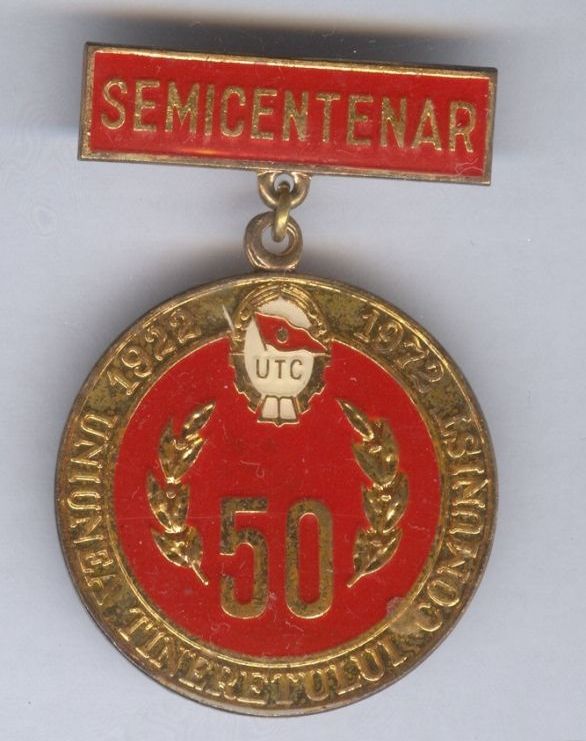 SEMICENTENAR
1922 1972
UTC
50
UNIUNEA TINERETULUI COMUNIST